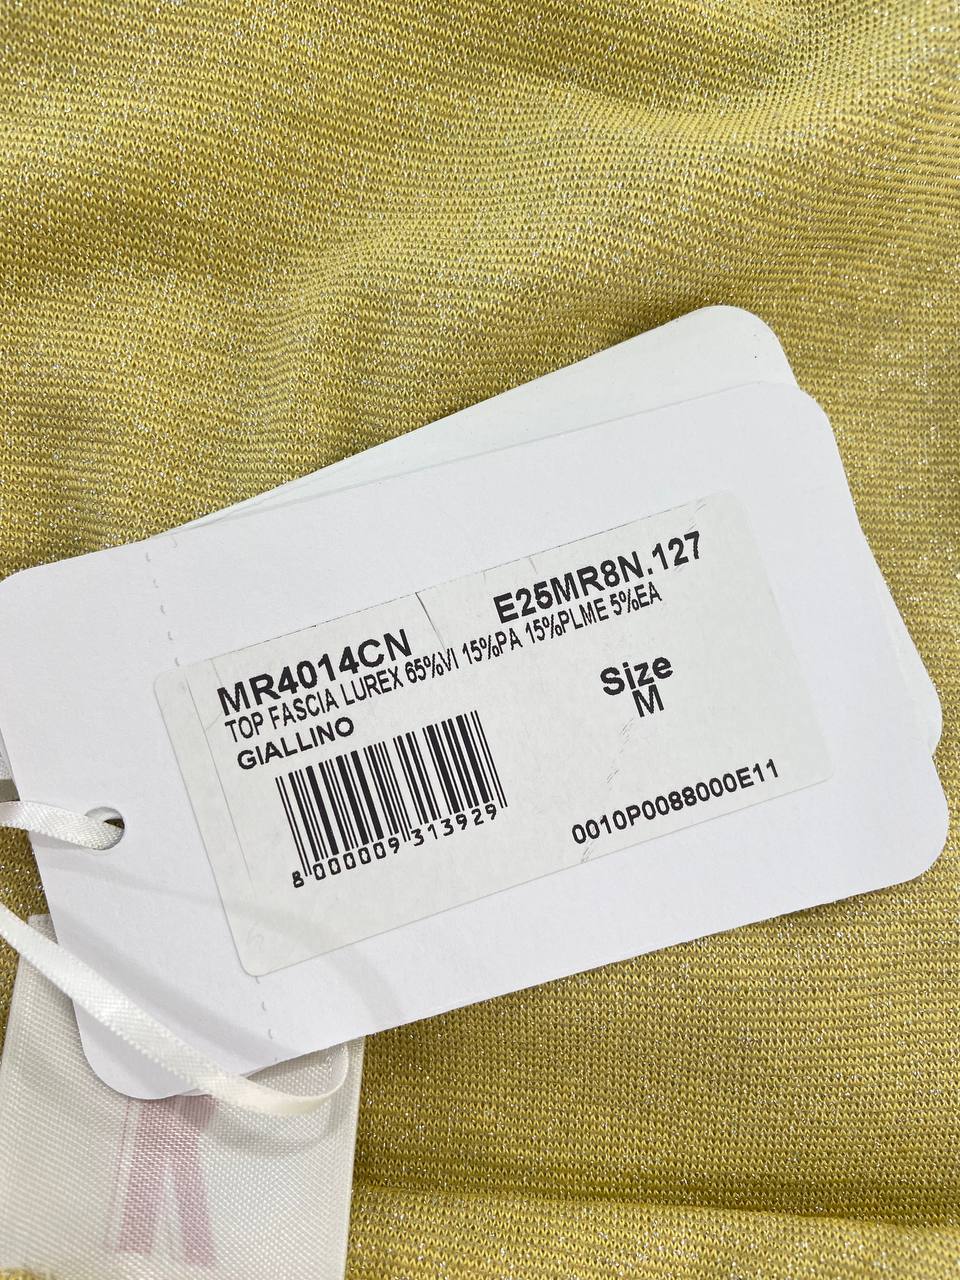 MR4014CN E25MR8N.127
TOP FASCIA LUREX 65%VI 15%PA 15%PLME 5%EA
GIALLINO
Size
M
8 000009 313929
0010P0088000E11